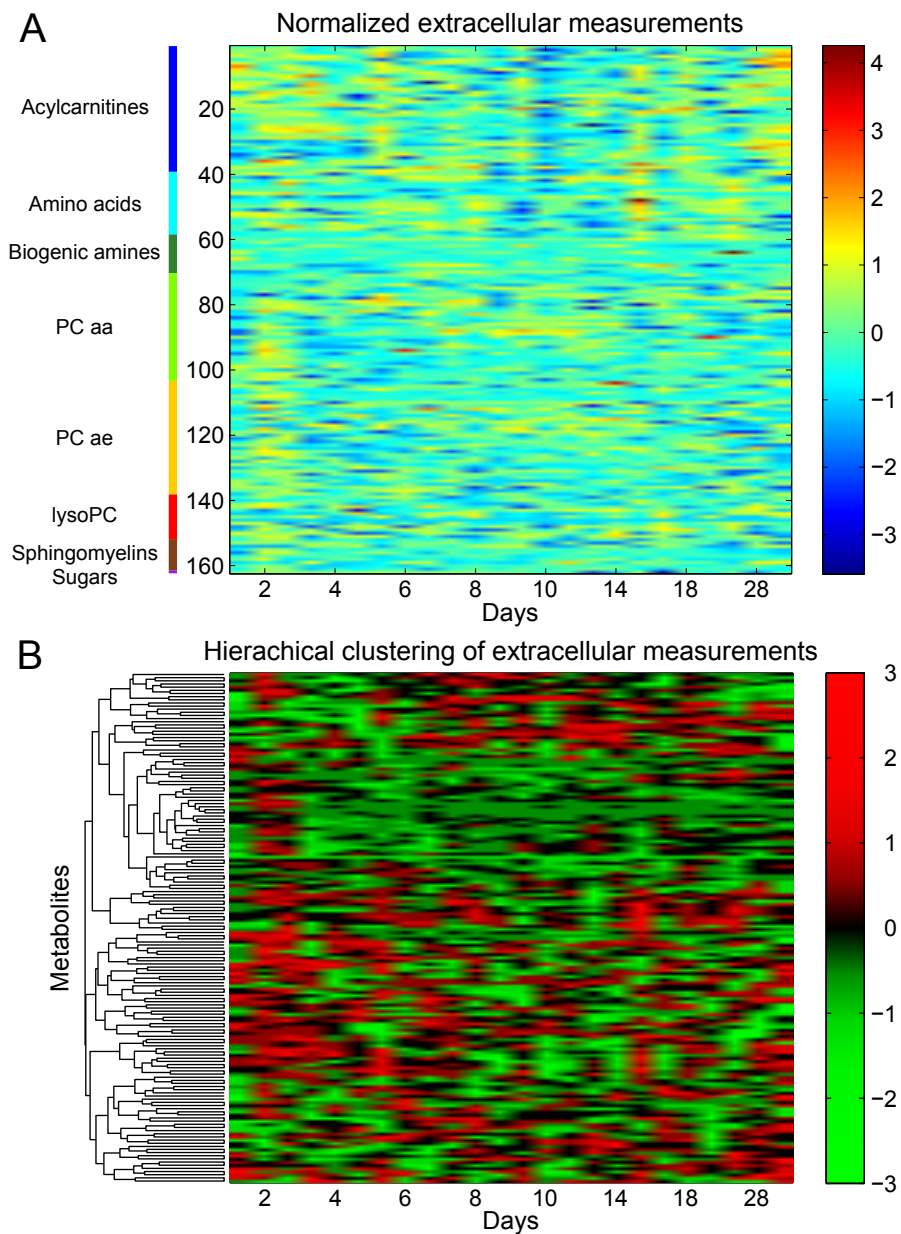 A
Normalized extracellular measurements
Acylcarnitines
Amino acids
Biogenic amines
PC aa
PC ae
lysoPC
Sphingomyelins
Sugars
20
40
60
80
100
120
140
160
2 4 6 8 10 14 18 28
Days
4
3
2
1
0
−1
−2
−3
B
Hierachical clustering of extracellular measurements
Metabolites
2 4 6 8 10 14 18 28
Days
3
2
1
0
−1
−2
−3